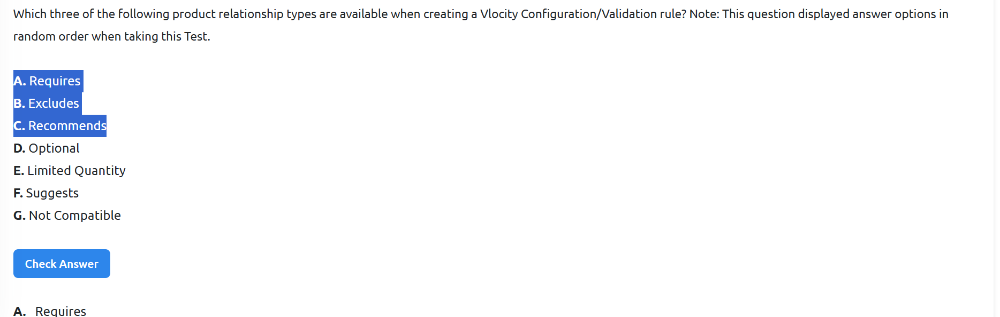 Which three of the following product relationship types are available when creating a Vlocity Configuration/Validation rule? Note: This question displayed answer options in
random order when taking this Test.
A. Requires
B. Excludes
C. Recommends
D. Optional
E. Limited Quantity
F. Suggests
G. Not Compatible
Check Answer
A. Requires